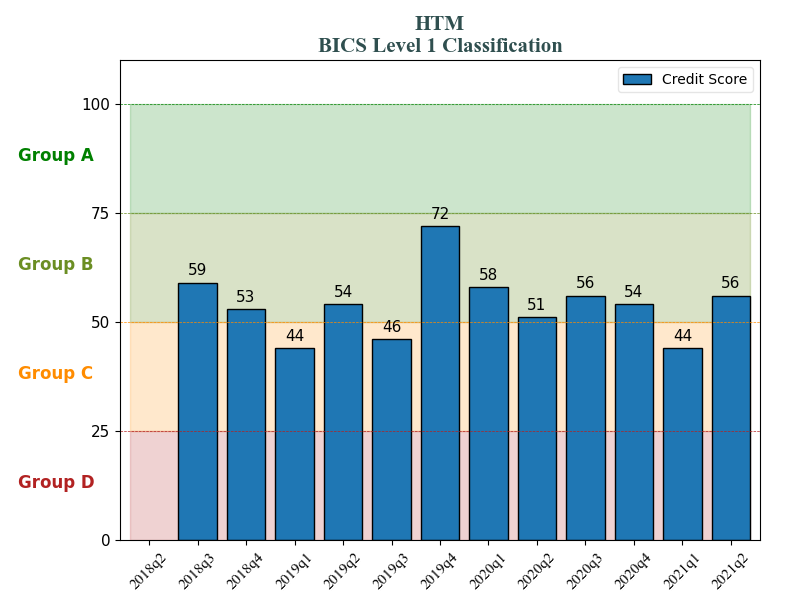 HTM
BICS Level 1 Classification
Credit Score
100
Group A
75
72
Group B
59
58
56
56
54
54
53
51
50
46
44
44
Group C
25
Group D
0
2018q2
2018q3
2018q4
2019q1
2019q2
2019q3
2019q4
2020q1
2020q2
2020q3
2020q4
2021q1
2021q2